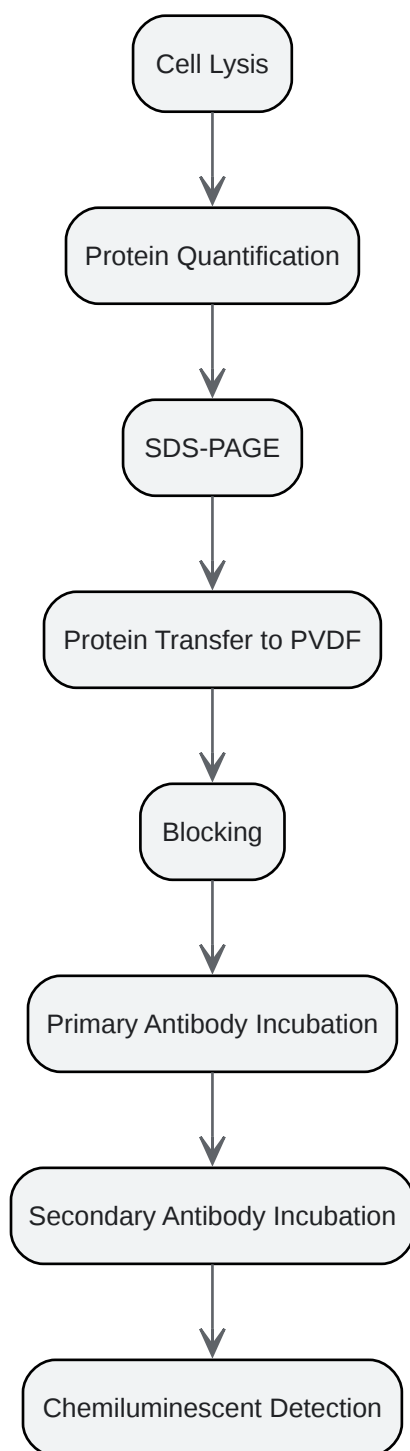 Cell Lysis
Protein Quantification
SDS-PAGE
Protein Transfer to PVDF
Blocking
Primary Antibody Incubation
Secondary Antibody Incubation
Chemiluminescent Detection